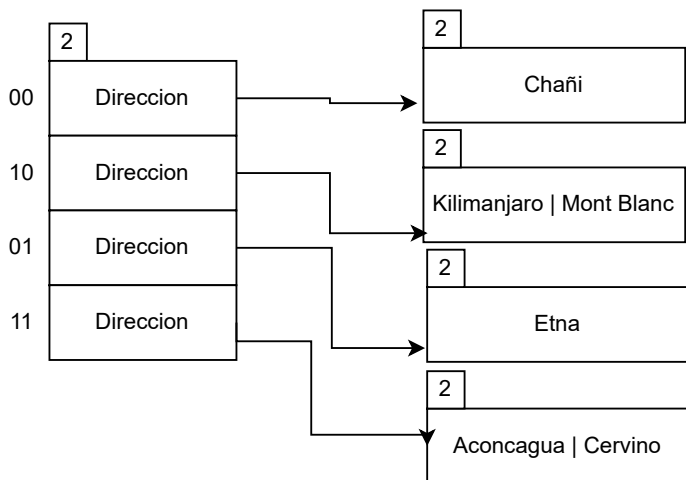 2
00 Direccion
10 Direccion
01 Direccion
11 Direccion
2
Chañi
2
Kilimanjaro | Mont Blanc
2
Etna
2
Aconcagua | Cervino